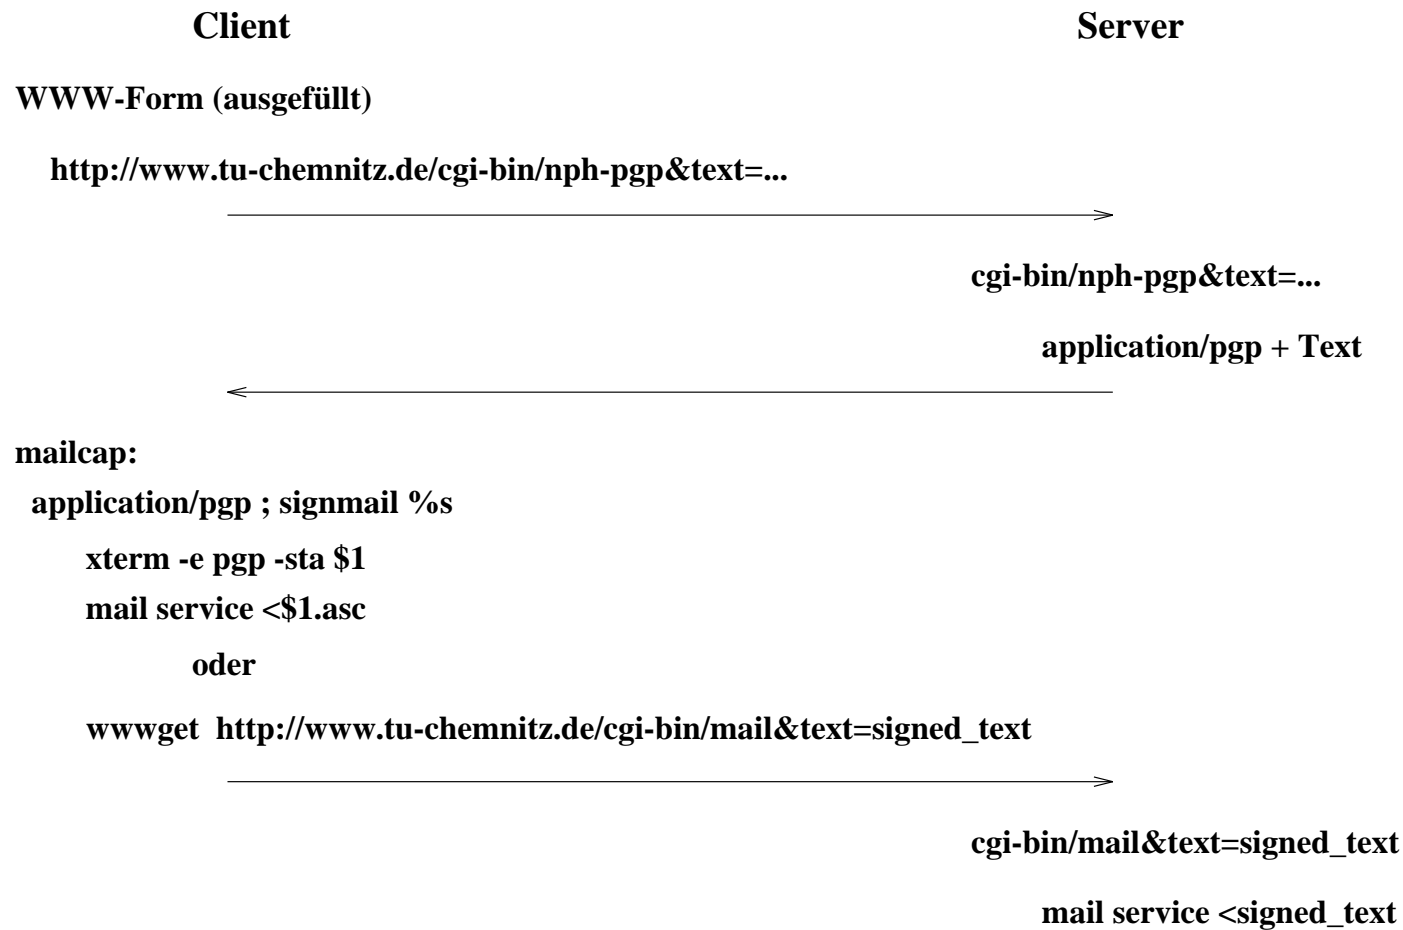 Client Server
WWW-Form (ausgefüllt)
http://www.tu-chemnitz.de/cgi-bin/nph-pgp&text=...
cgi-bin/nph-pgp&text=...
application/pgp + Text
mailcap:
application/pgp ; signmail %s
xterm -e pgp -sta $1
mail service <$1.asc
oder
wwwget http://www.tu-chemnitz.de/cgi-bin/mail&text=signed_text
cgi-bin/mail&text=signed_text
mail service <signed_text